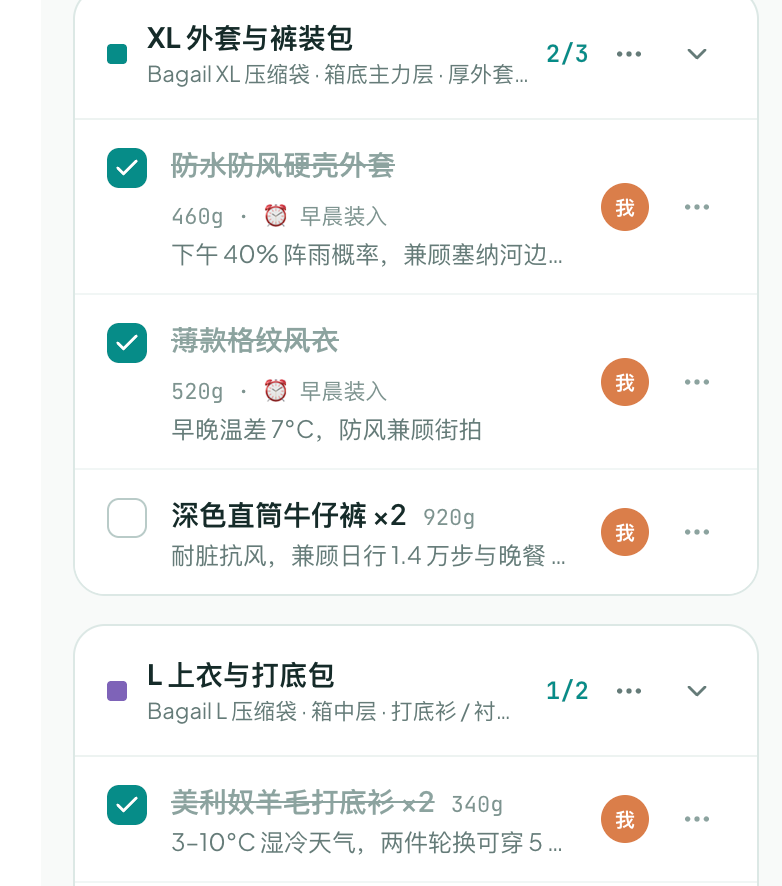 XL 外套与裤装包
2/3
Bagail XL 压缩袋 · 箱底主力层 · 厚外套…
防水防风硬壳外套
460g · ⏰ 早晨装入
我
下午 40% 阵雨概率，兼顾塞纳河边…
薄款格纹风衣
520g · ⏰ 早晨装入
我
早晚温差 7°C，防风兼顾街拍
深色直筒牛仔裤 ×2 920g
我
耐脏抗风，兼顾日行 1.4 万步与晚餐 …
L 上衣与打底包
1/2
Bagail L 压缩袋 · 箱中层 · 打底衫 / 衬…
美利奴羊毛打底衫 ×2 340g
我
3–10°C 湿冷天气，两件轮换可穿 5 …